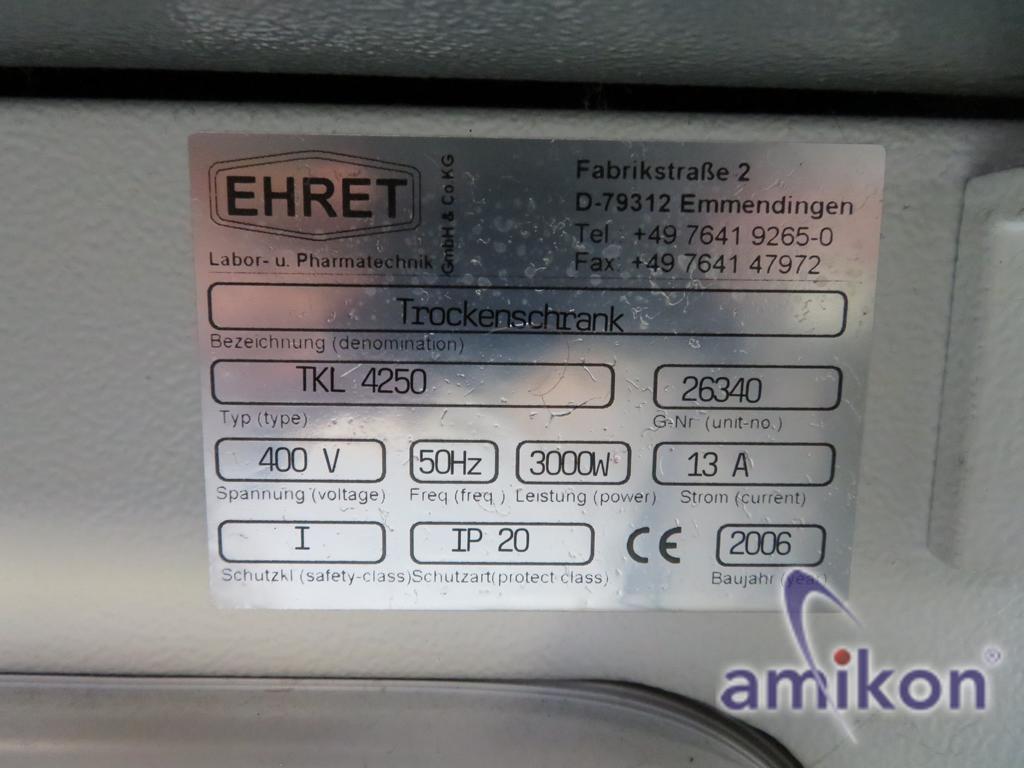 EHRET
GmbH & Co.KG
Labor- u. Pharmatechnik
Fabrikstraße 2
D-79312 Emmendingen
Tel : +49 7641 9265-0
Fax: +49 7641 47972
Trockenschrank
Bezeichnung (denomination)
TKL 4250 26340
Typ (type) G-Nr (unit-no.)
400 V 50Hz 3000W 13 A
Spannung (voltage) Freq (freq.) Leistung (power) Strom (current)
I IP 20 CE 2006
Schutzkl (safety-class) Schutzart(protect class) Baujahr (year)
amikon®